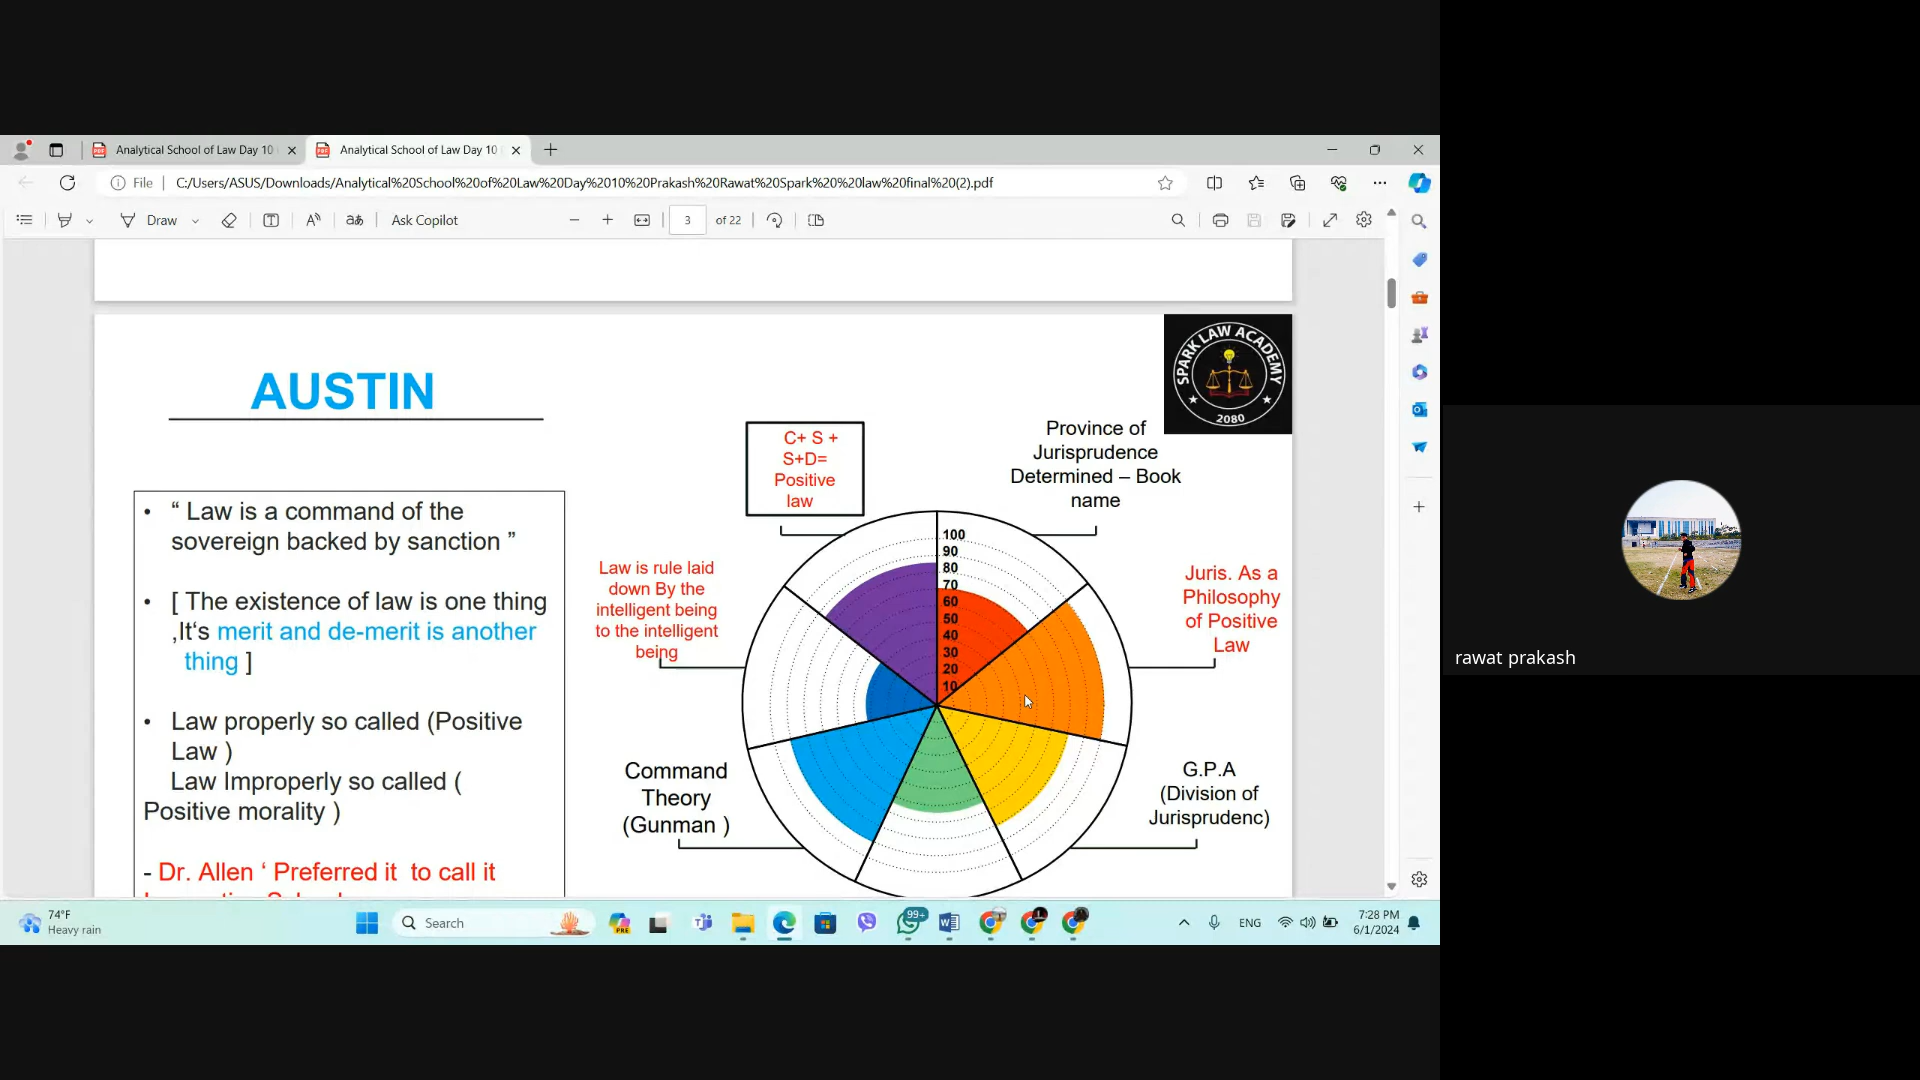 Analytical School of Law Day 10
Analytical School of Law Day 10
File
C:/Users/ASUS/Downloads/Analytical%20School%20of%20Law%20Day%2010%20Prakash%20Rawat%20Spark%20%20law%20final%20(2).pdf
Draw
Ask Copilot
3
of 22
AUSTIN
“ Law is a command of the
sovereign backed by sanction ”
[ The existence of law is one thing
,It‘s merit and de-merit is another
thing ]
Law properly so called (Positive
Law )
Law Improperly so called (
Positive morality )
- Dr. Allen ‘ Preferred it to call it
C+ S +
S+D=
Positive
law
Province of
Jurisprudence
Determined – Book
name
SPARK LAW ACADEMY
2080
Law is rule laid
down By the
intelligent being
to the intelligent
being
Juris. As a
Philosophy
of Positive
Law
100
90
80
70
60
50
40
30
20
10
Command
Theory
(Gunman )
G.P.A
(Division of
Jurisprudenc)
rawat prakash
74°F
Heavy rain
Search
PRE
99+
ENG
7:28 PM
6/1/2024